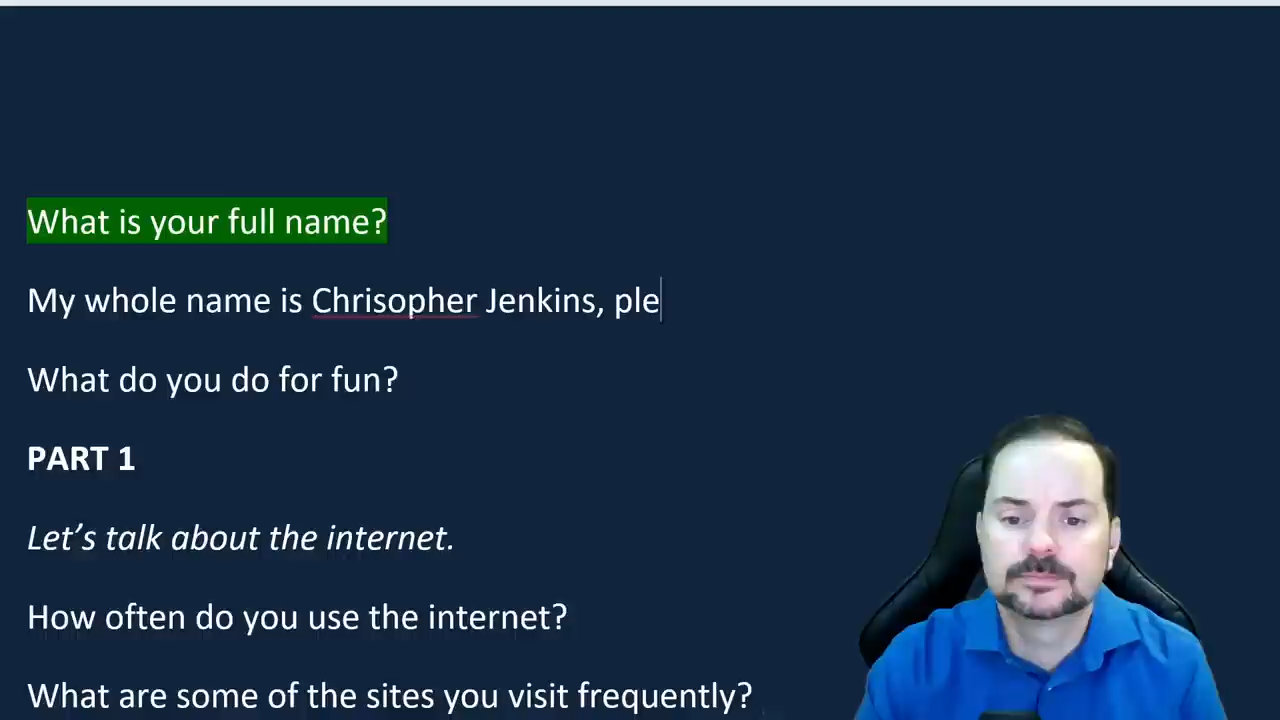 What is your full name?
My whole name is Chrisopher Jenkins, ple
What do you do for fun?
PART 1
Let’s talk about the internet.
How often do you use the internet?
What are some of the sites you visit frequently?